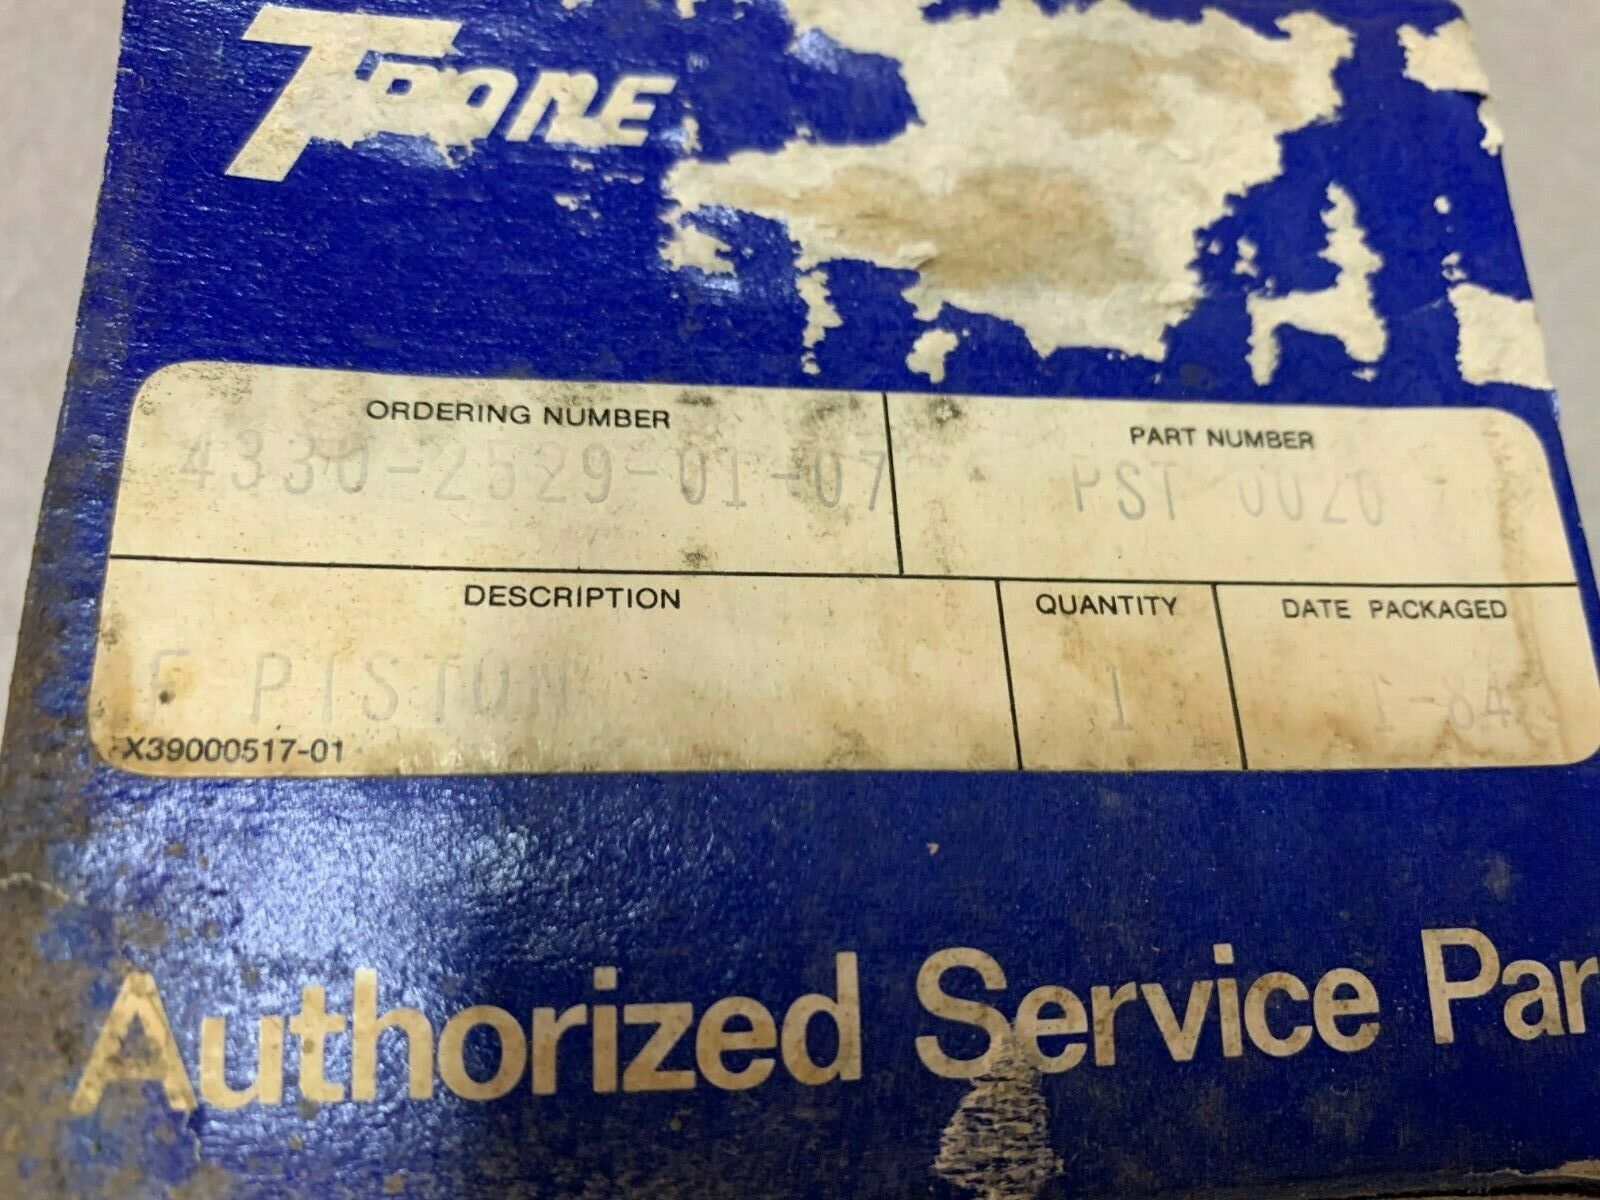 TRANE
ORDERING NUMBER
PART NUMBER
4330-2529-01-07
PST 0020
DESCRIPTION
QUANTITY
DATE PACKAGED
PISTON
1
1-84
X39000517-01
Authorized Service Par